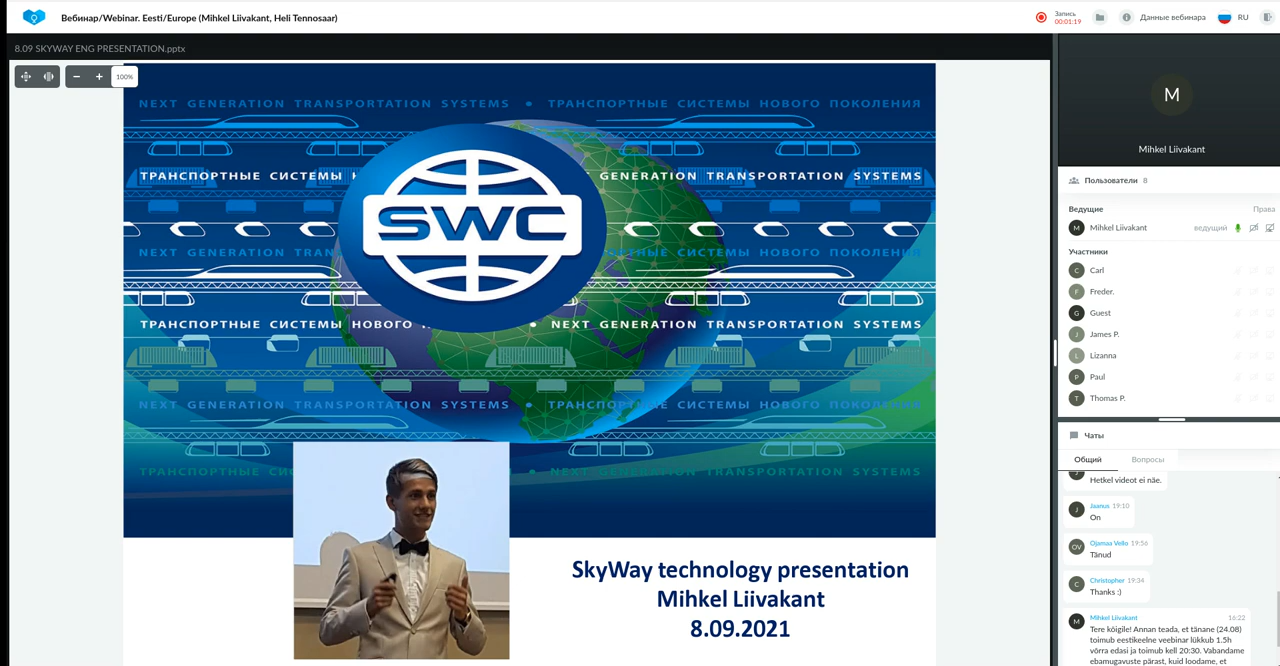 Вебинар/Webinar. Eesti/Europe (Mihkel Liivakant, Heli Tennosaar)
Запись
00:01:19
Данные вебинара
RU
8.09 SKYWAY ENG PRESENTATION.pptx
100%
NEXT GENERATION TRANSPORTATION SYSTEMS • ТРАНСПОРТНЫЕ СИСТЕМЫ НОВОГО ПОКОЛЕНИЯ
ТРАНСПОРТНЫЕ СИСТЕМЫ
GENERATION TRANSPORTATION SYSTEMS
SWC
NEXT GENERATION TRAN
СИСТЕМЫ НОВОГО ПОКОЛЕНИЯ
ТРАНСПОРТНЫЕ СИСТЕМЫ НОВОГО
• NEXT GENERATION TRANSPORTATION SYSTEMS
NEXT GENERATION TRANSPORTATION SYSTEMS • ТРАНСПОРТНЫЕ СИСТЕМЫ НОВОГО ПОКОЛЕНИЯ
ТРАНСПОРТНЫЕ СИ
• NEXT GENERATION TRANSPORTATION SYSTEMS
SkyWay technology presentation
Mihkel Liivakant
8.09.2021
M
Mihkel Liivakant
Пользователи 8
Ведущие Права
M Mihkel Liivakant ведущий
Участники
C Carl
F Freder.
G Guest
J James P.
L Lizanna
P Paul
T Thomas P.
Чаты
Общий Вопросы
Hetkel videot ei näe.
J Jaanus 19:10
On
OV Ojamaa Vello 19:56
Tänud
C Christopher 19:34
Thanks :)
M Mihkel Liivakant 16:22
Tere kõigile! Annan teada, et tänane (24.08)
toimub eestikeelne veebinar lükkub 1.5h
võrra edasi ja toimub kell 20:30. Vabandame
ebamugavuste pärast, kuid loodame, et